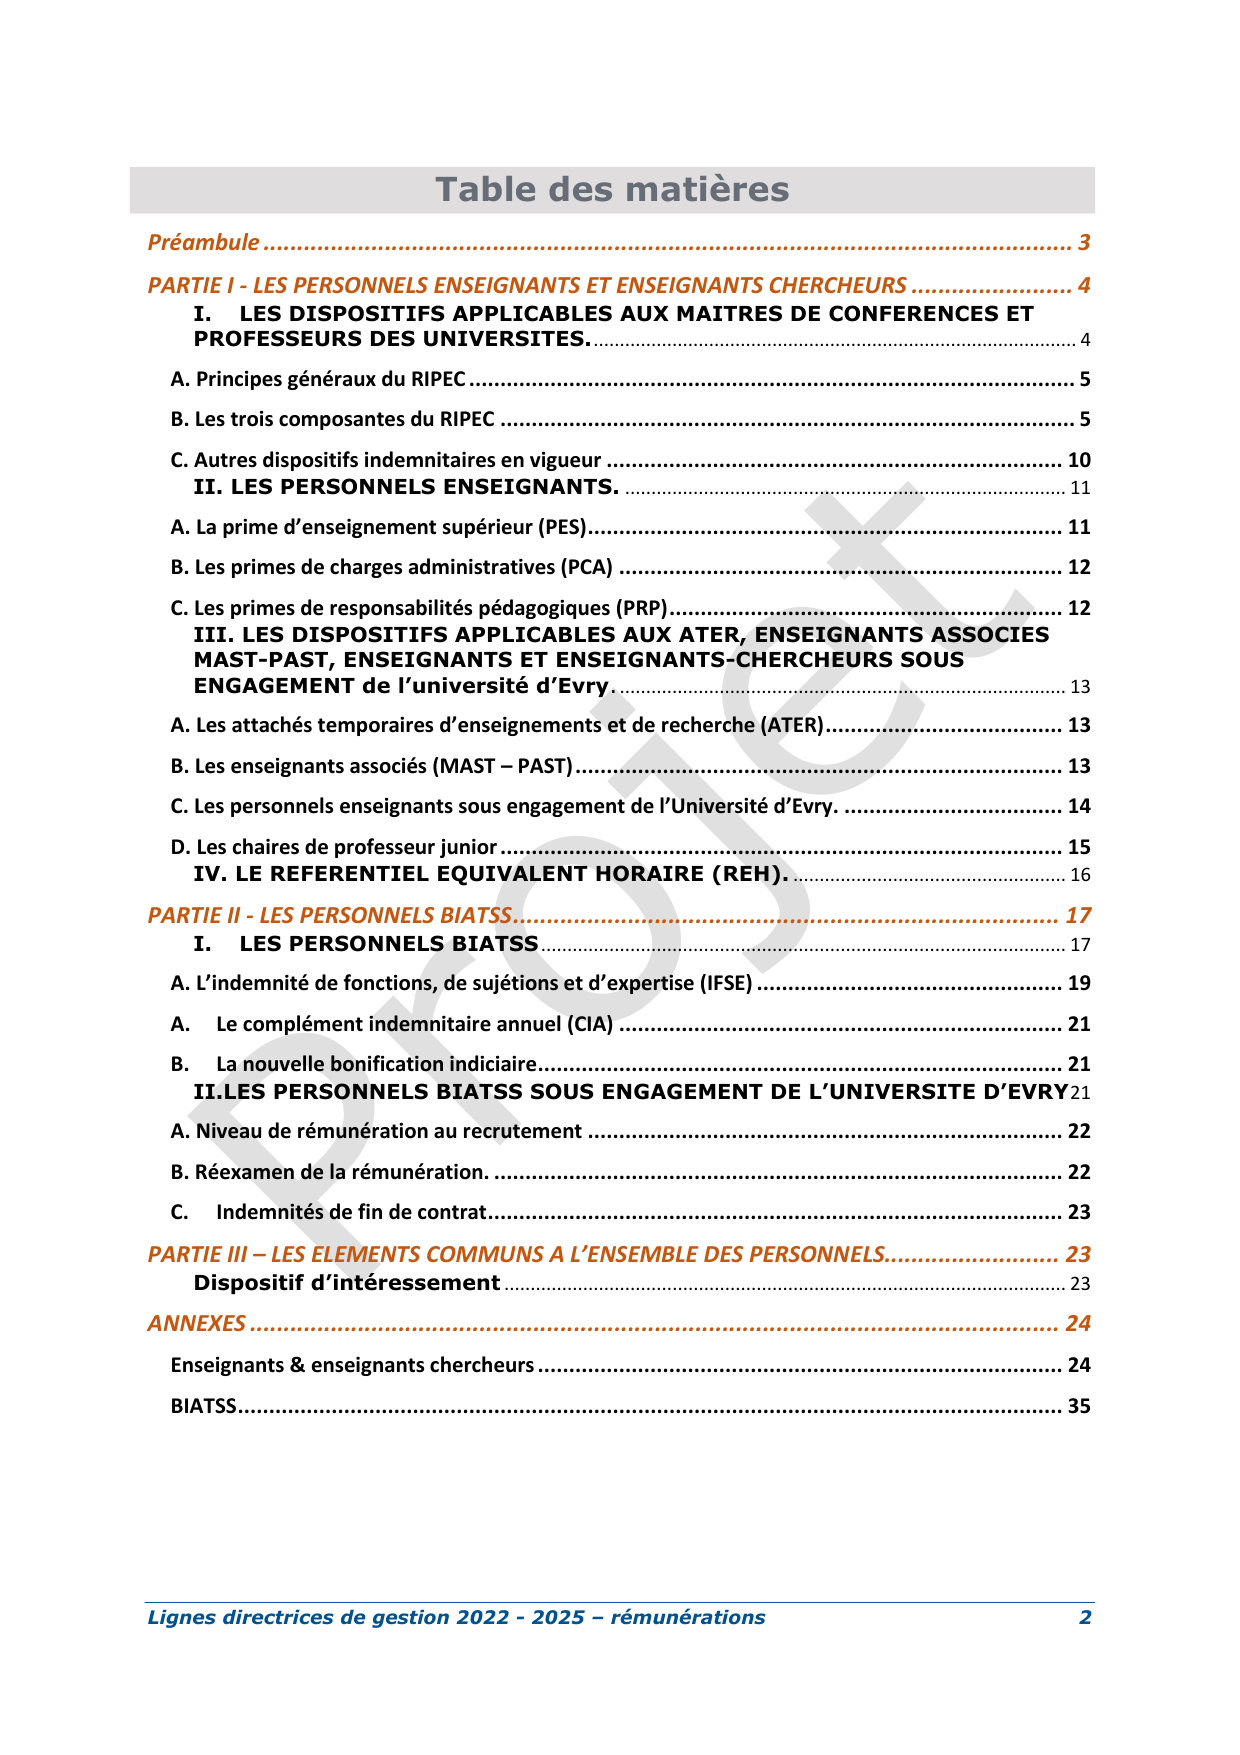 Table des matières
Préambule ........................................................................................................................ 3
PARTIE I - LES PERSONNELS ENSEIGNANTS ET ENSEIGNANTS CHERCHEURS ........................ 4
I. LES DISPOSITIFS APPLICABLES AUX MAITRES DE CONFERENCES ET
PROFESSEURS DES UNIVERSITES. ........................................................................................... 4
A. Principes généraux du RIPEC ................................................................................................ 5
B. Les trois composantes du RIPEC ........................................................................................... 5
C. Autres dispositifs indemnitaires en vigueur ........................................................................ 10
II. LES PERSONNELS ENSEIGNANTS. .................................................................................... 11
A. La prime d’enseignement supérieur (PES)........................................................................... 11
B. Les primes de charges administratives (PCA) ...................................................................... 12
C. Les primes de responsabilités pédagogiques (PRP).............................................................. 12
III. LES DISPOSITIFS APPLICABLES AUX ATER, ENSEIGNANTS ASSOCIES
MAST-PAST, ENSEIGNANTS ET ENSEIGNANTS-CHERCHEURS SOUS
ENGAGEMENT de l’université d’Evry. ..................................................................................... 13
A. Les attachés temporaires d’enseignements et de recherche (ATER)..................................... 13
B. Les enseignants associés (MAST – PAST)............................................................................. 13
C. Les personnels enseignants sous engagement de l’Université d’Evry. .................................. 14
D. Les chaires de professeur junior ......................................................................................... 15
IV. LE REFERENTIEL EQUIVALENT HORAIRE (REH). .................................................... 16
PARTIE II - LES PERSONNELS BIATSS................................................................................. 17
I. LES PERSONNELS BIATSS .................................................................................................... 17
A. L’indemnité de fonctions, de sujétions et d’expertise (IFSE) ................................................ 19
A. Le complément indemnitaire annuel (CIA) ...................................................................... 21
B. La nouvelle bonification indiciaire................................................................................... 21
II.LES PERSONNELS BIATSS SOUS ENGAGEMENT DE L’UNIVERSITE D’EVRY21
A. Niveau de rémunération au recrutement ........................................................................... 22
B. Réexamen de la rémunération. .......................................................................................... 22
C. Indemnités de fin de contrat........................................................................................... 23
PARTIE III – LES ELEMENTS COMMUNS A L’ENSEMBLE DES PERSONNELS.......................... 23
Dispositif d’intéressement ........................................................................................................... 23
ANNEXES ......................................................................................................................... 24
Enseignants & enseignants chercheurs ................................................................................... 24
BIATSS.................................................................................................................................... 35
Projet
Lignes directrices de gestion 2022 - 2025 – rémunérations 2